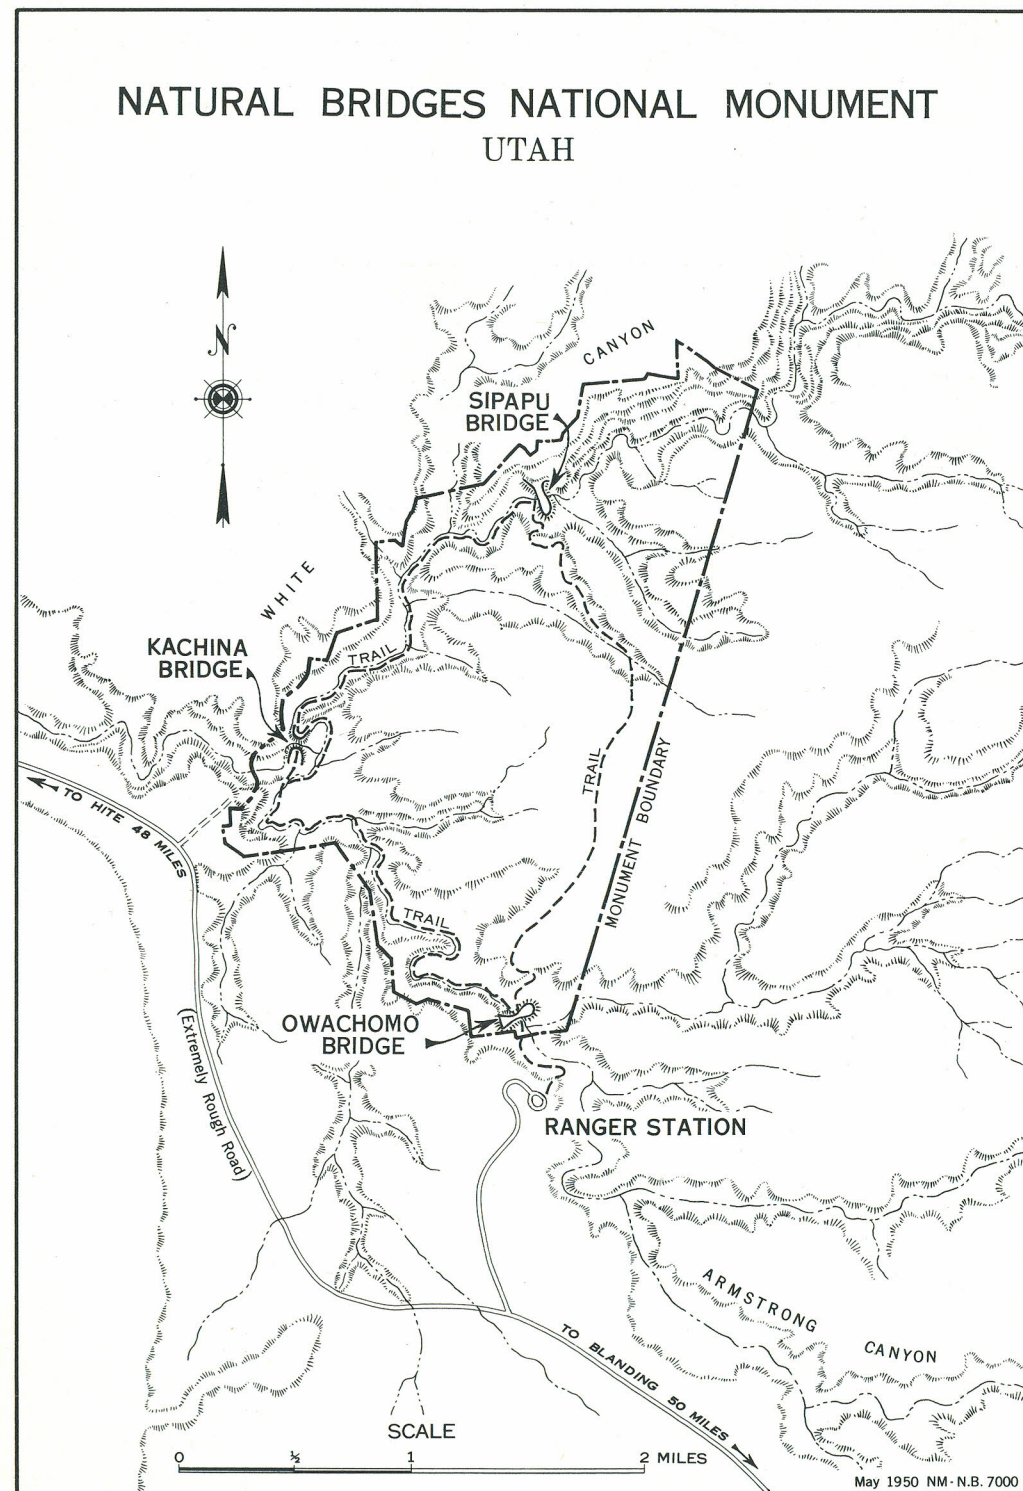 NATURAL BRIDGES NATIONAL MONUMENT
UTAH
N
CANYON
SIPAPU
BRIDGE
WHITE
KACHINA
BRIDGE
TRAIL
TRAIL
MONUMENT BOUNDARY
TO HITE 48 MILES
TRAIL
OWACHOMO
BRIDGE
(Extremely Rough Road)
RANGER STATION
ARMSTRONG
CANYON
TO BLANDING 50 MILES
SCALE
0 ½ 1 2 MILES
May 1950 NM-N.B. 7000